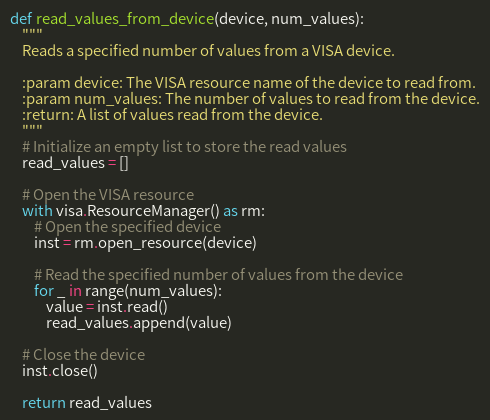 def read_values_from_device(device, num_values):
    """
    Reads a specified number of values from a VISA device.

    :param device: The VISA resource name of the device to read from.
    :param num_values: The number of values to read from the device.
    :return: A list of values read from the device.
    """
    # Initialize an empty list to store the read values
    read_values = []

    # Open the VISA resource
    with visa.ResourceManager() as rm:
        # Open the specified device
        inst = rm.open_resource(device)

        # Read the specified number of values from the device
        for _ in range(num_values):
            value = inst.read()
            read_values.append(value)

    # Close the device
    inst.close()

    return read_values